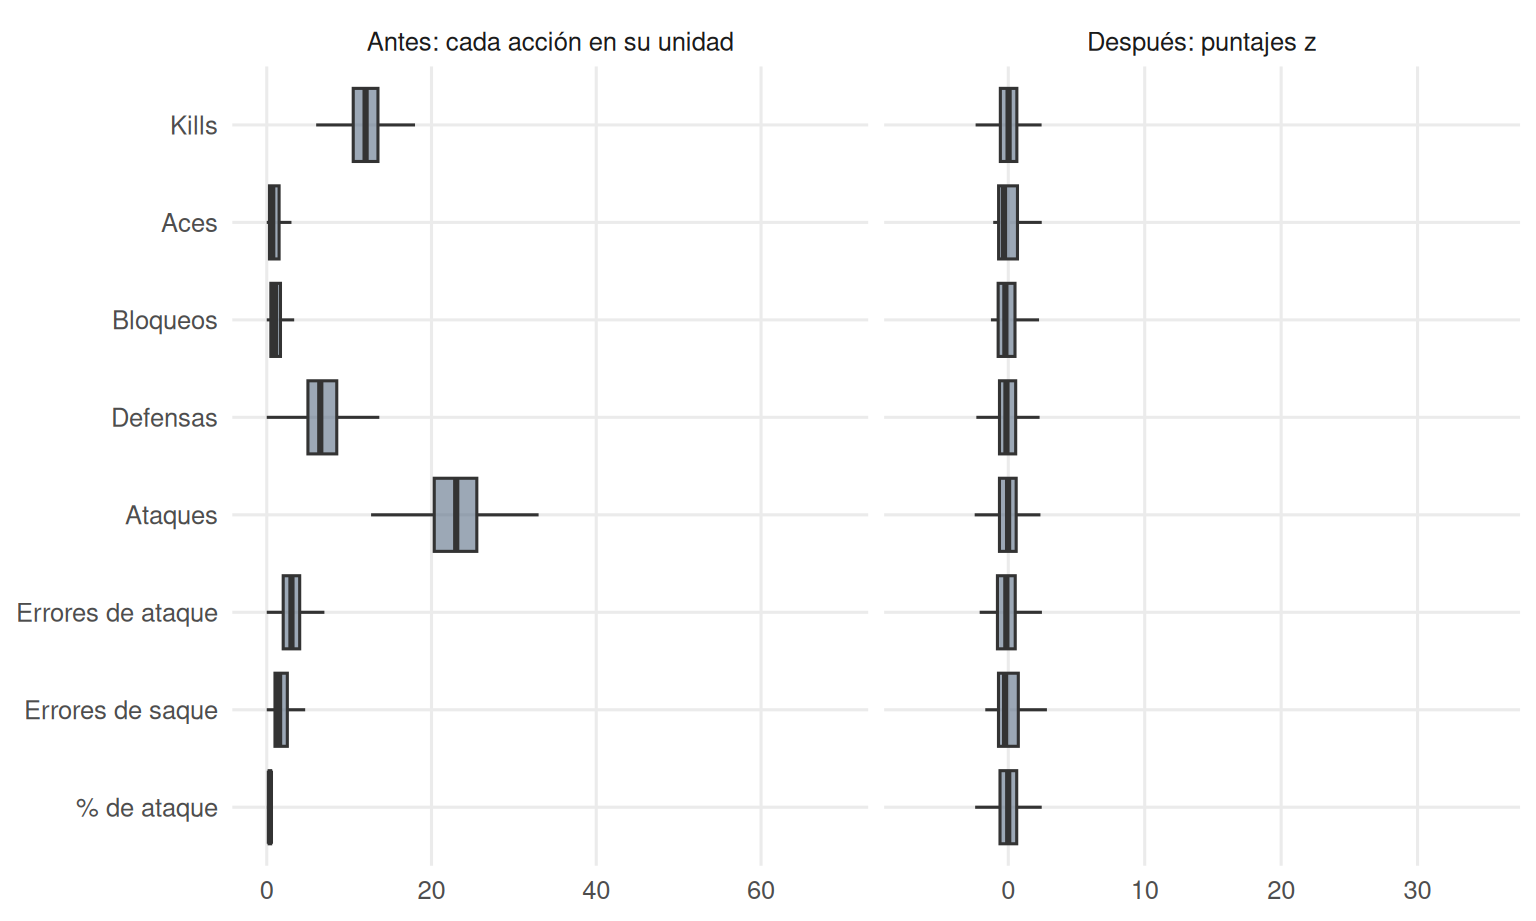 Antes: cada acción en su unidad
Después: puntajes z
Kills
Aces
Bloqueos
Defensas
Ataques
Errores de ataque
Errores de saque
% de ataque
0 20 40 60
0 10 20 30